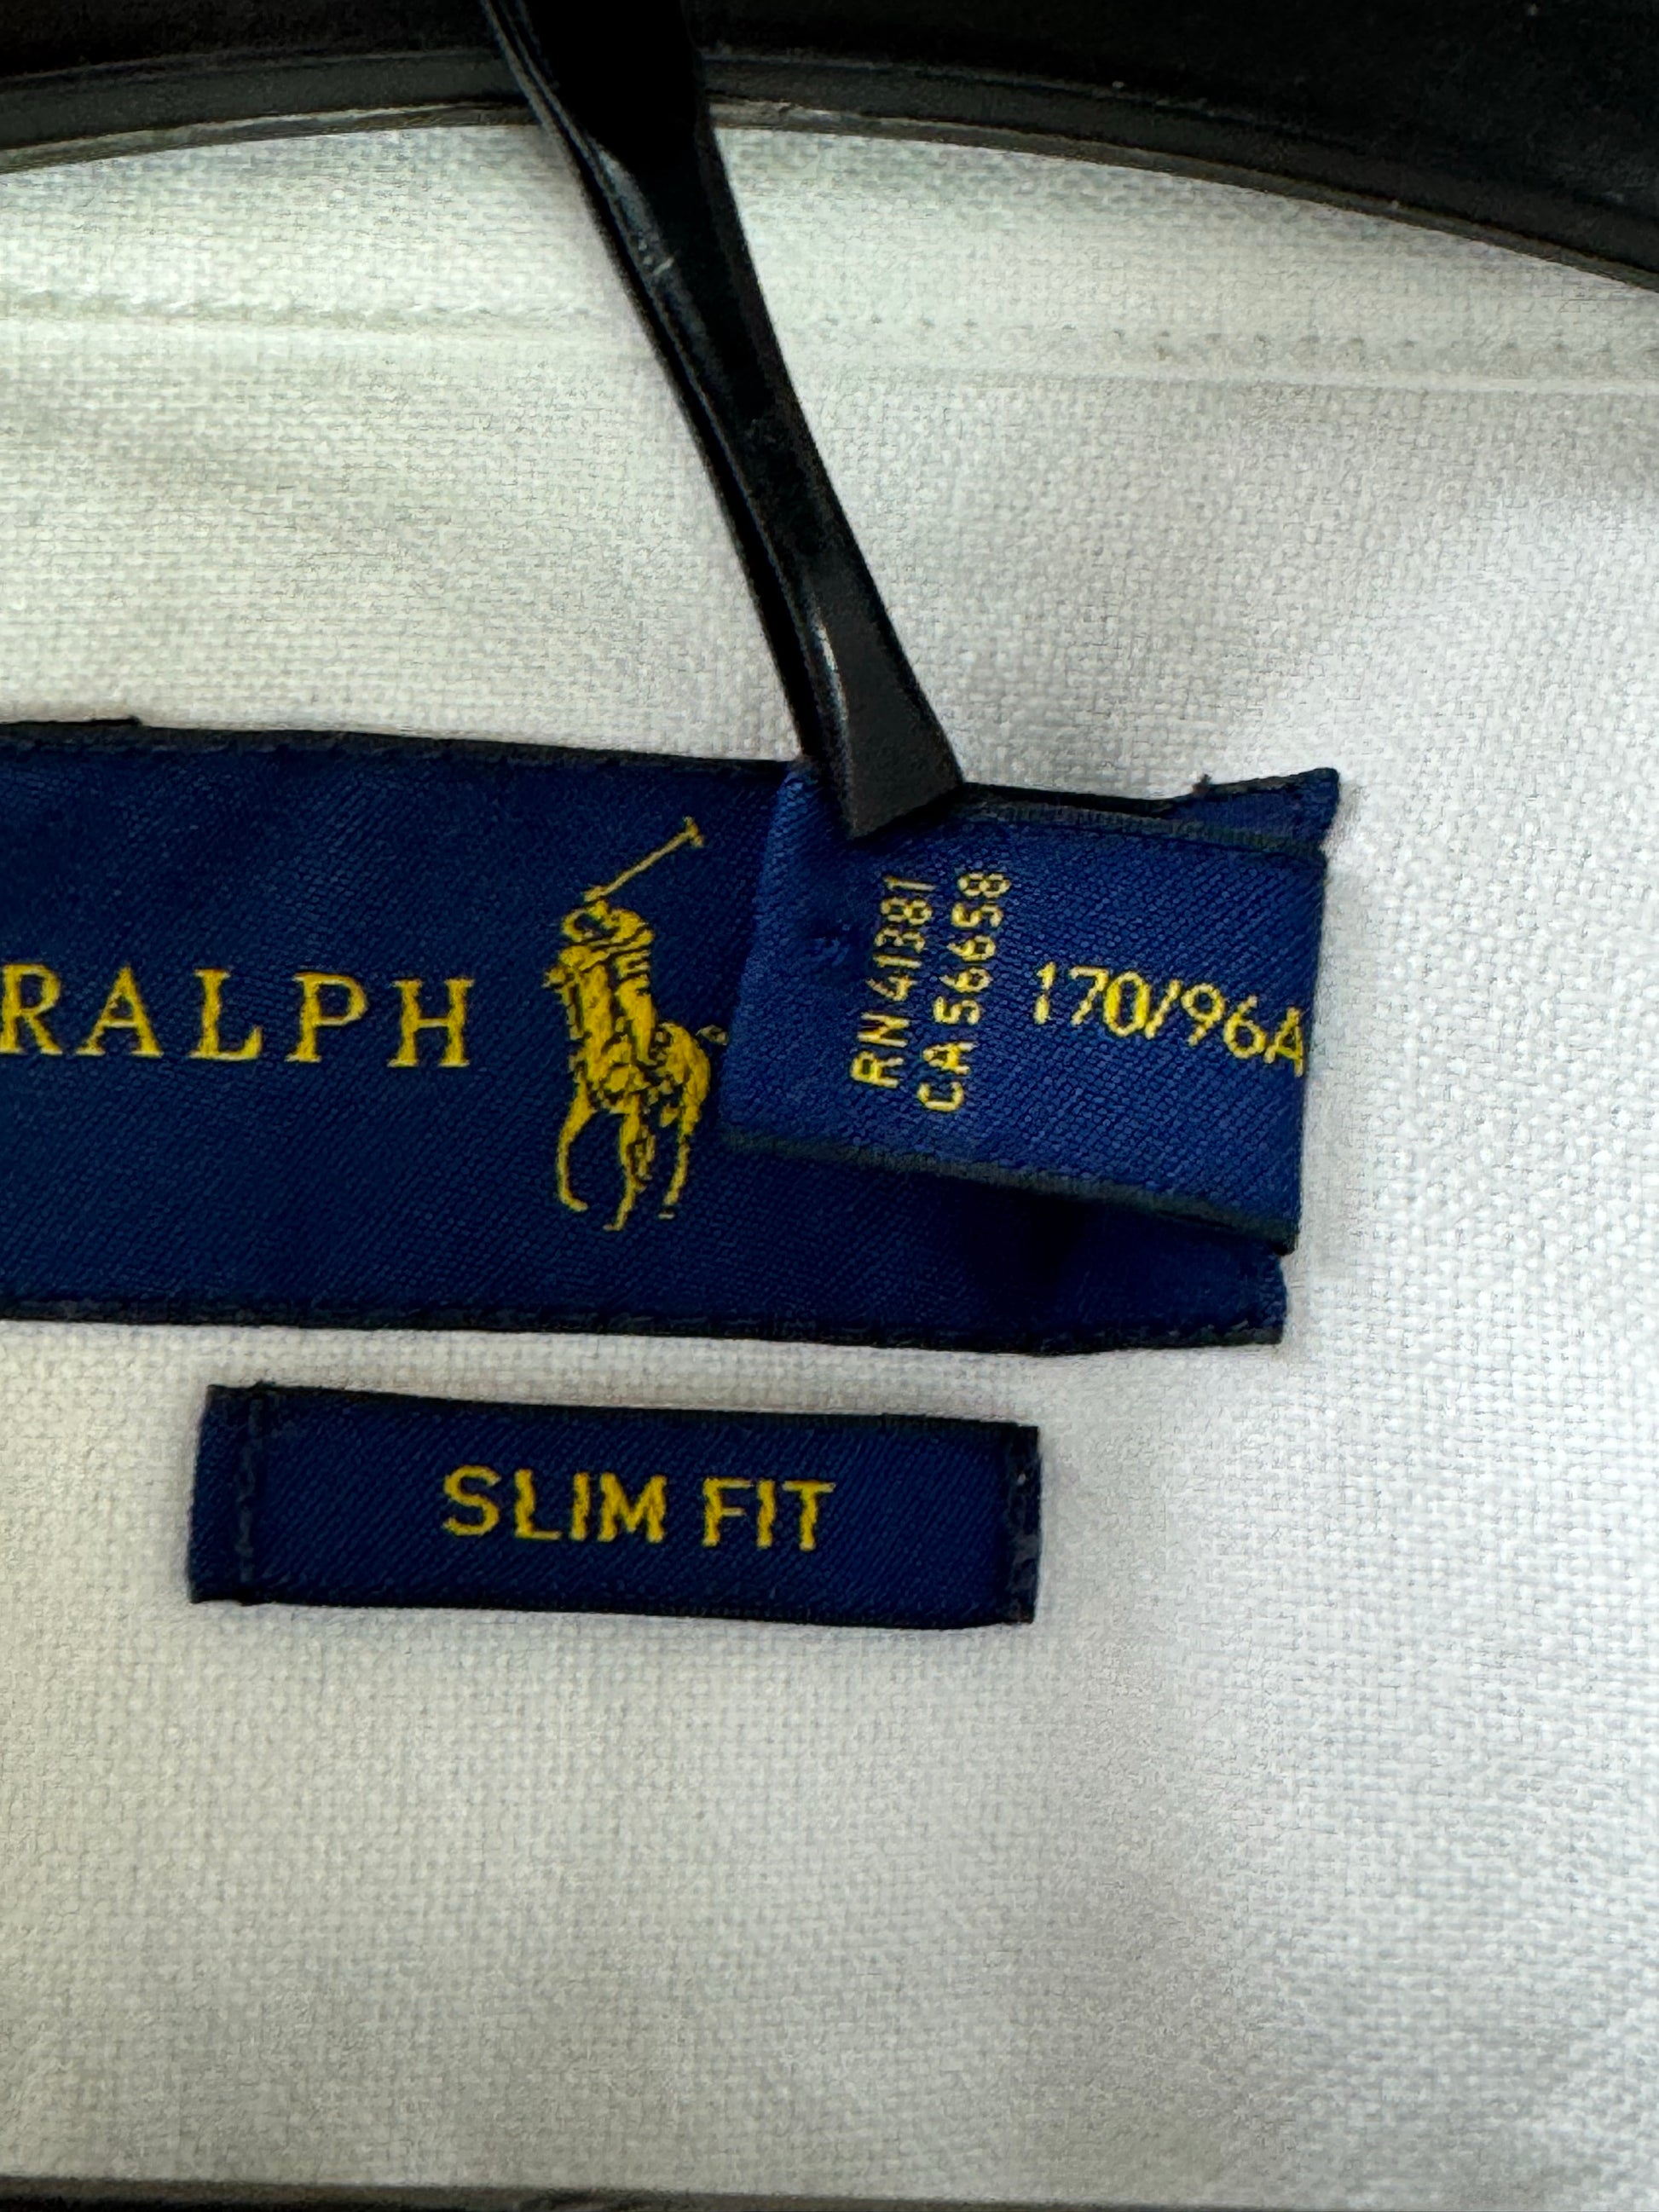 RALPH
RN 41381
CA 56658
170/96A
SLIM FIT